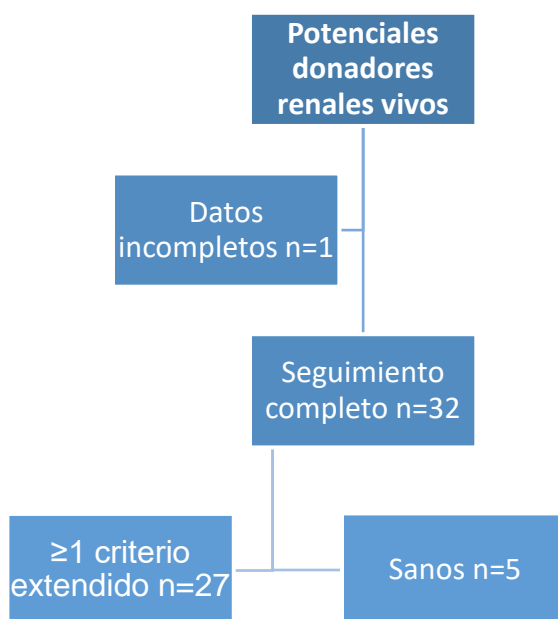 Potenciales
donadores
renales vivos
Datos
incompletos n=1
Seguimiento
completo n=32
≥1 criterio
extendido n=27
Sanos n=5